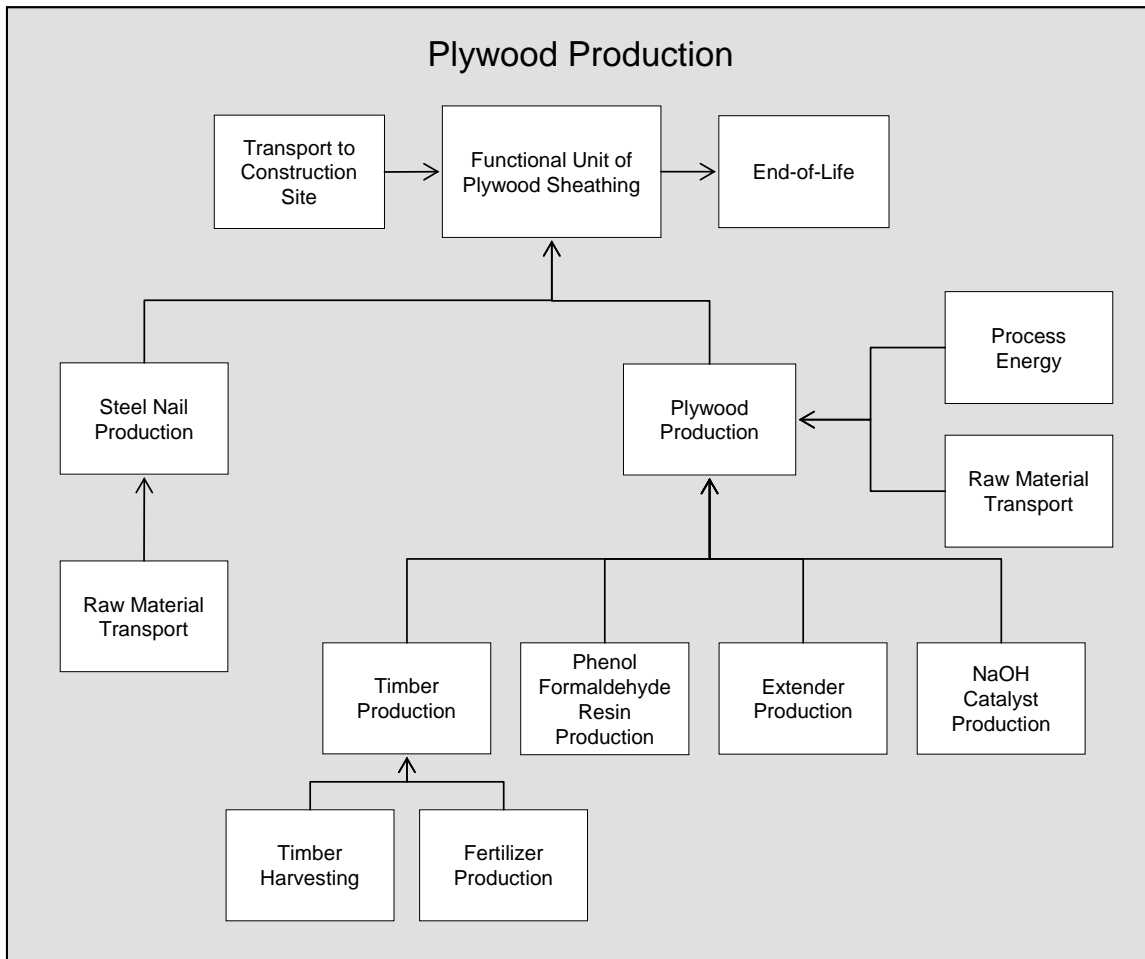 Plywood Production
Transport to
Construction
Site
Functional Unit of
Plywood Sheathing
End-of-Life
Process
Energy
Steel Nail
Production
Plywood
Production
Raw Material
Transport
Raw Material
Transport
Timber
Production
Phenol
Formaldehyde
Resin
Production
Extender
Production
NaOH
Catalyst
Production
Timber
Harvesting
Fertilizer
Production